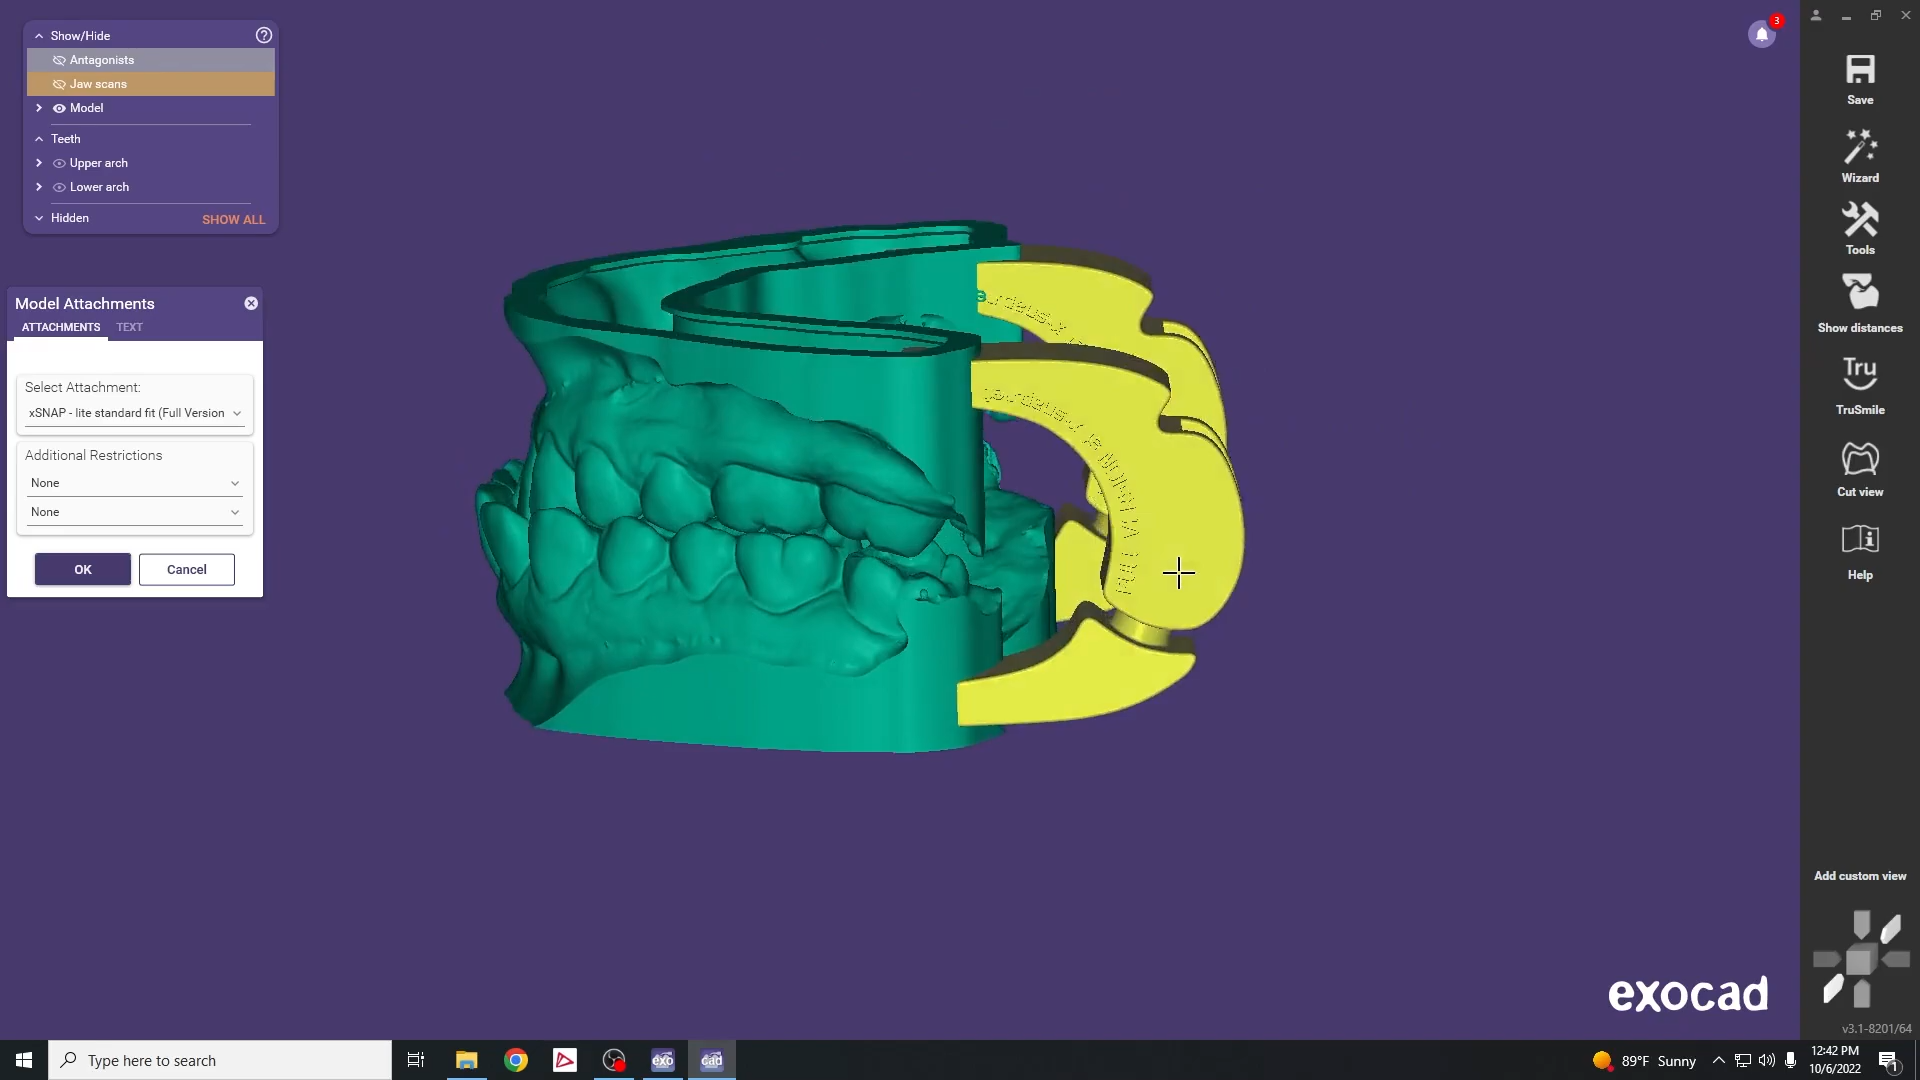 Show/Hide
Antagonists
Jaw scans
Model
Teeth
Upper arch
Lower arch
Hidden SHOW ALL
Model Attachments
ATTACHMENTS TEXT
Select Attachment:
xSNAP - lite standard fit (Full Version
Additional Restrictions
None
None
OK Cancel
3
Save
Wizard
Tools
Show distances
Tru
TruSmile
Cut view
Help
Add custom view
exocad
v3.1-8201/64
Type here to search
exo
cad
89°F Sunny
12:42 PM
10/6/2022
1